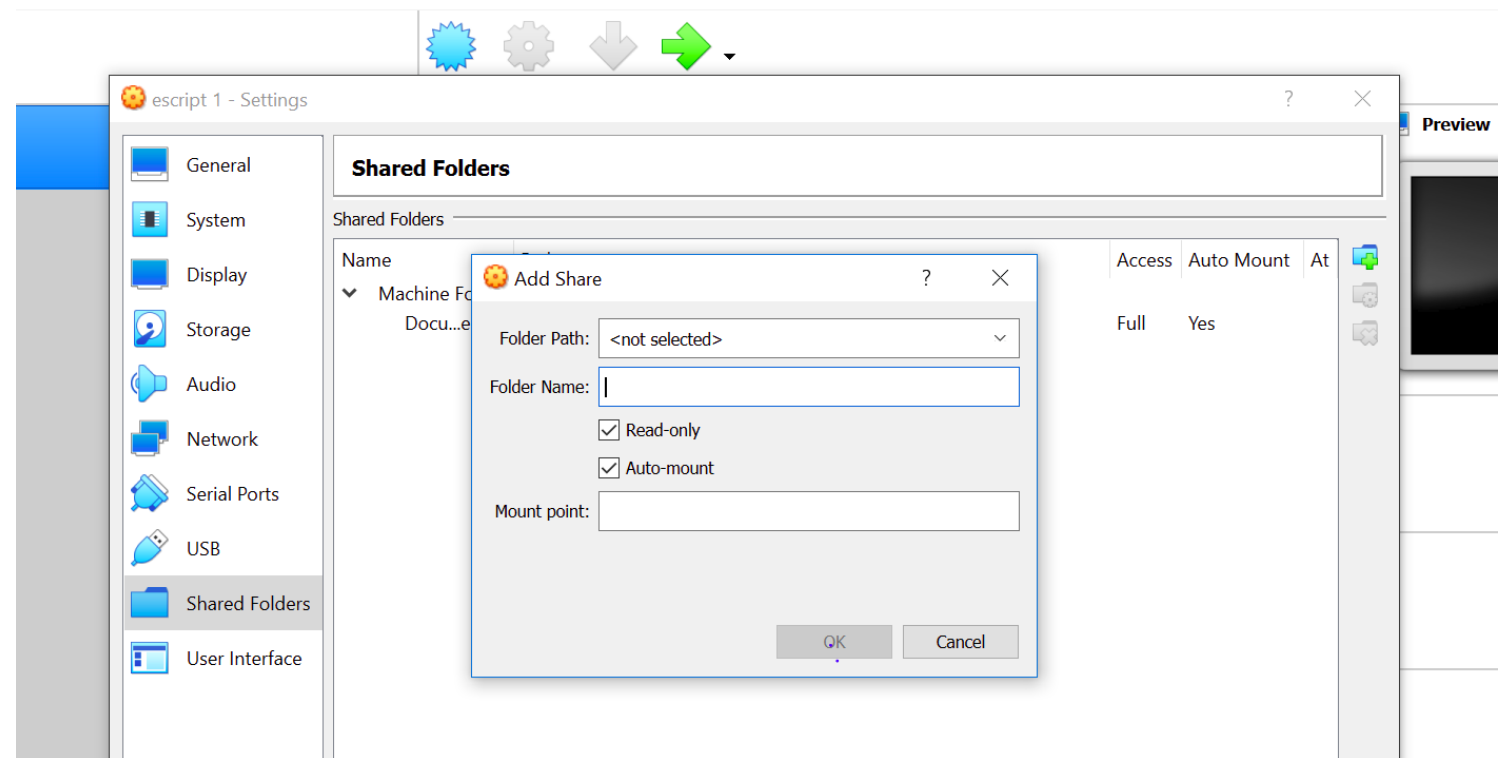 escript 1 - Settings
?
Preview
General
System
Display
Storage
Audio
Network
Serial Ports
USB
Shared Folders
User Interface
Shared Folders
Shared Folders
Name
Access
Auto Mount
At
Machine Fo
Docu...e
Full
Yes
Add Share
?
Folder Path:
<not selected>
Folder Name:
Read-only
Auto-mount
Mount point:
OK
Cancel